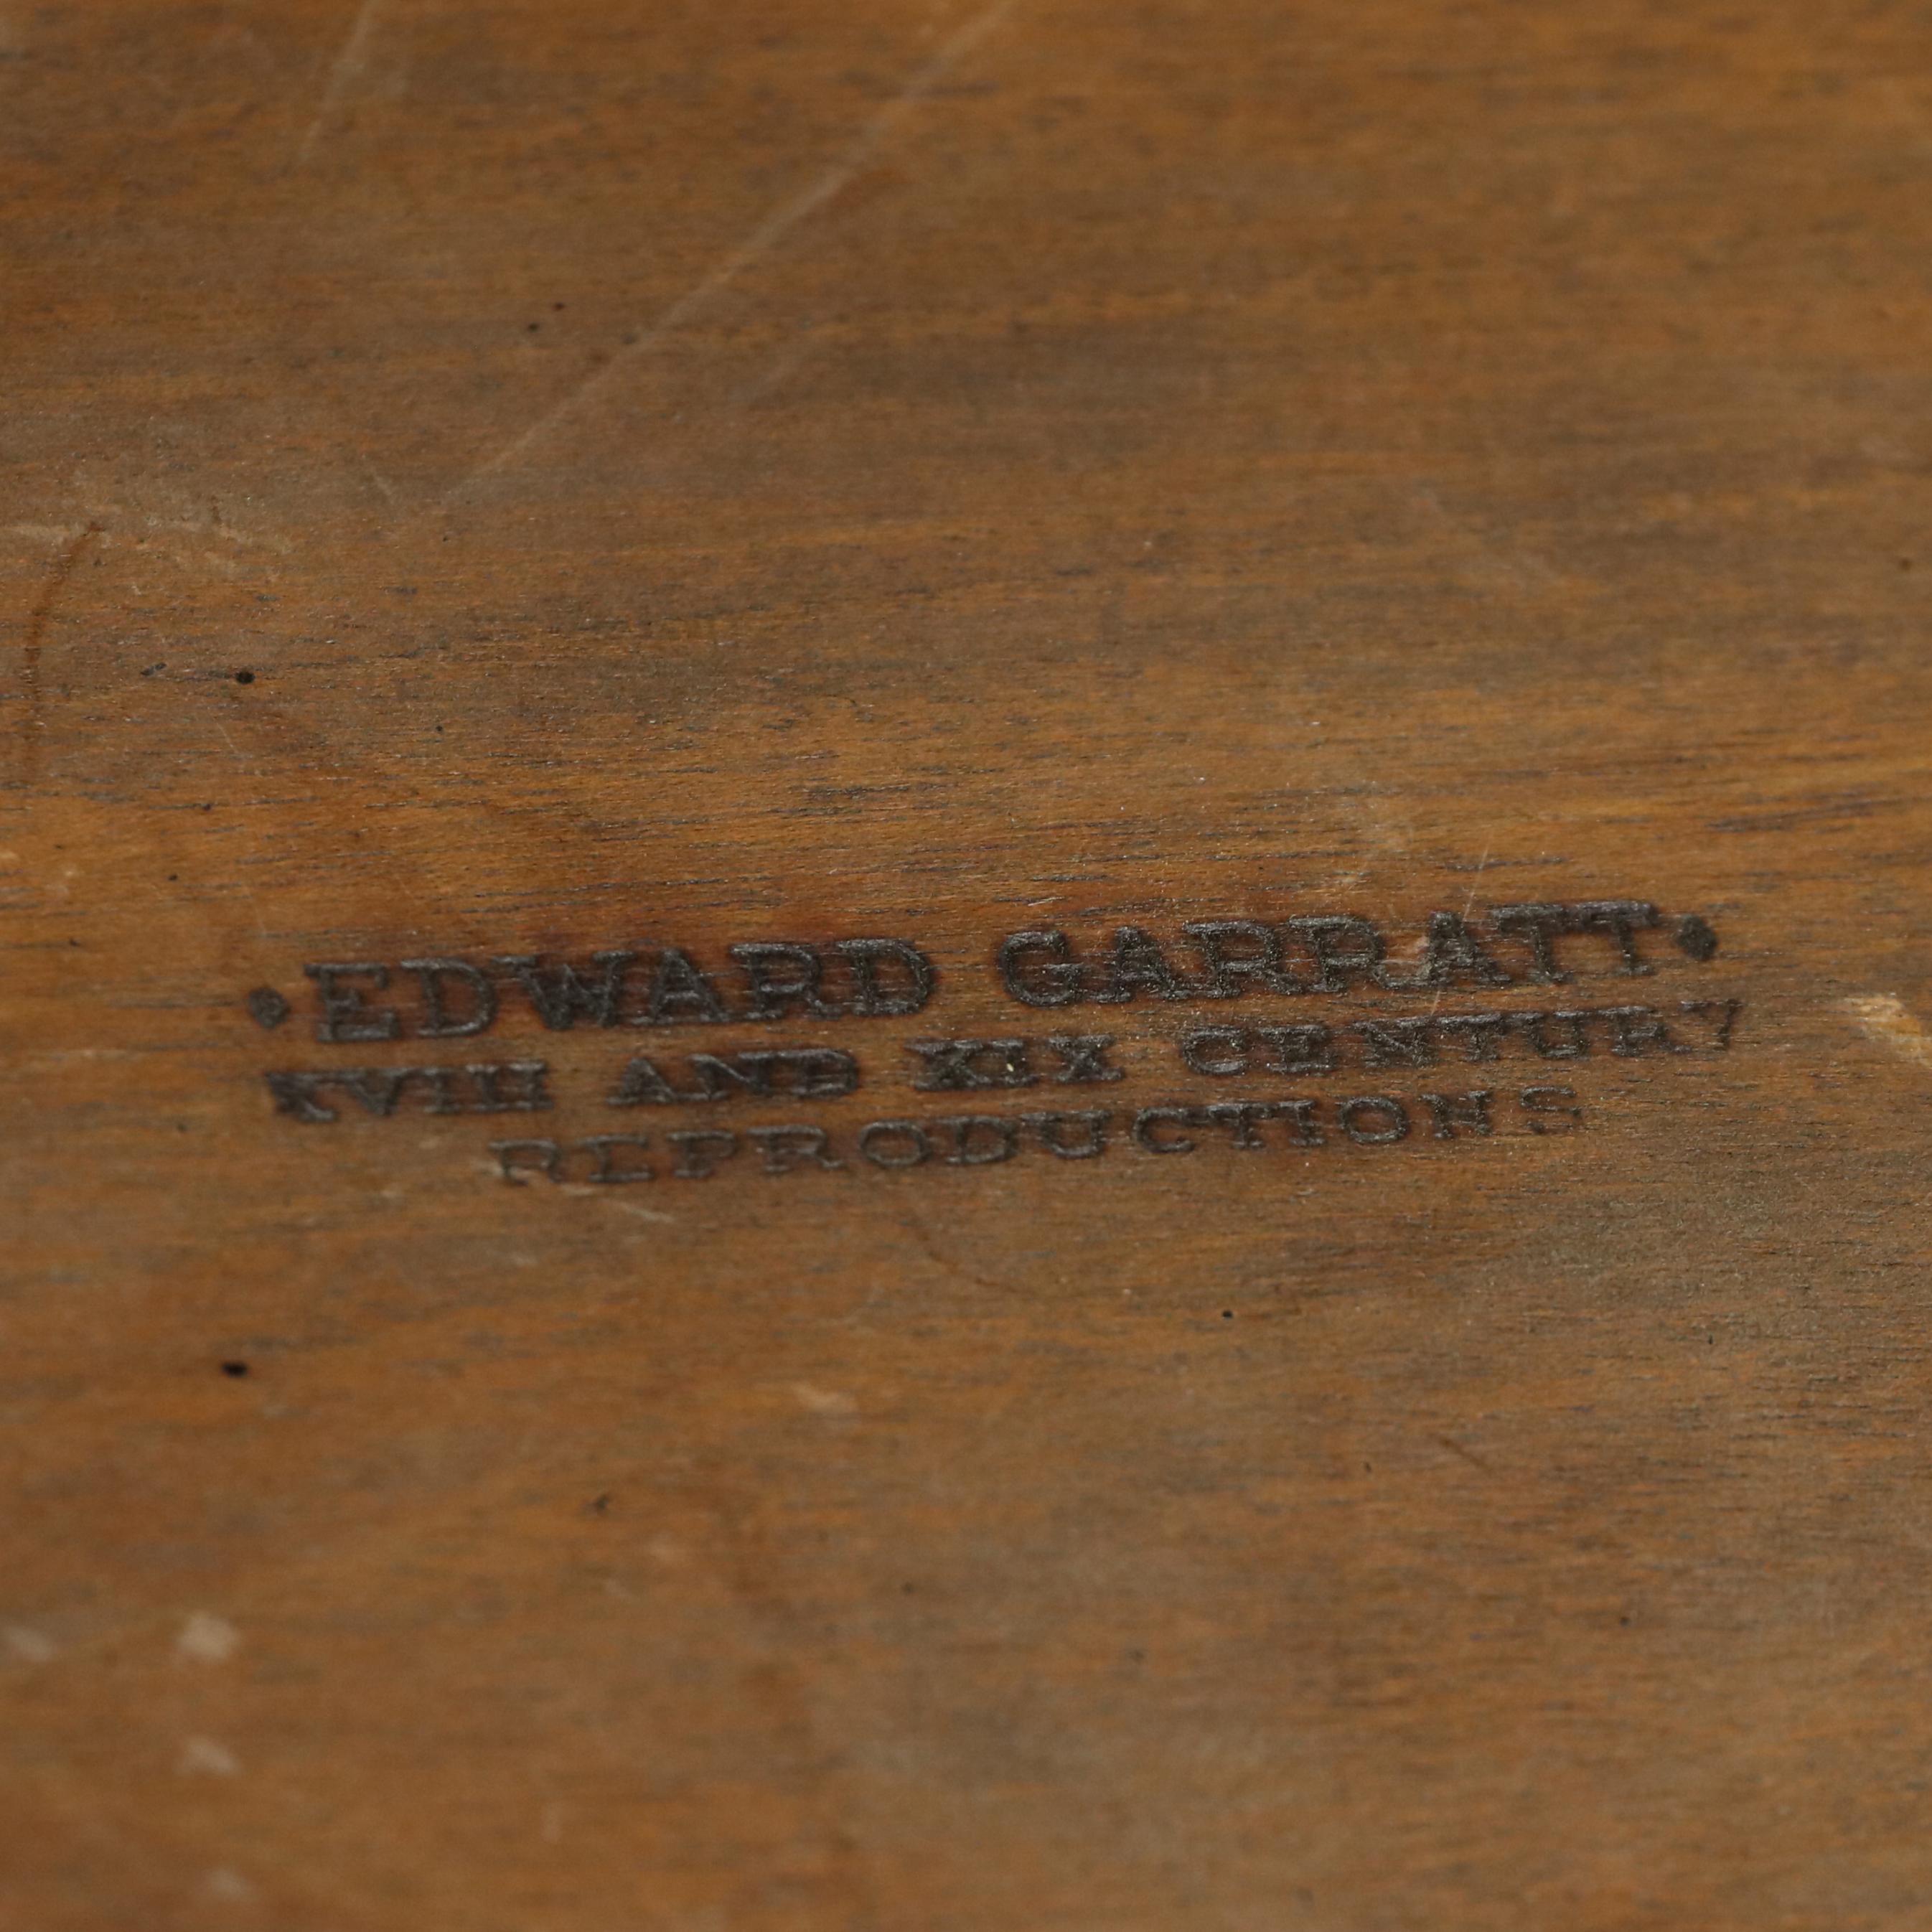 ◆EDWARD GARRATT◆
XVIII AND XIX CENTURY
REPRODUCTIONS